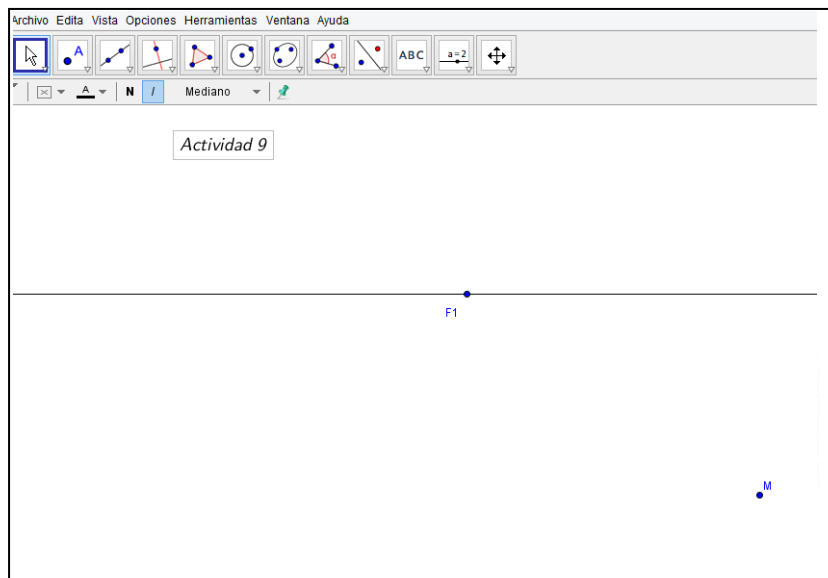 Archivo Edita Vista Opciones Herramientas Ventana Ayuda
A α ABC a=2
A N I Mediano
Actividad 9
F1
M